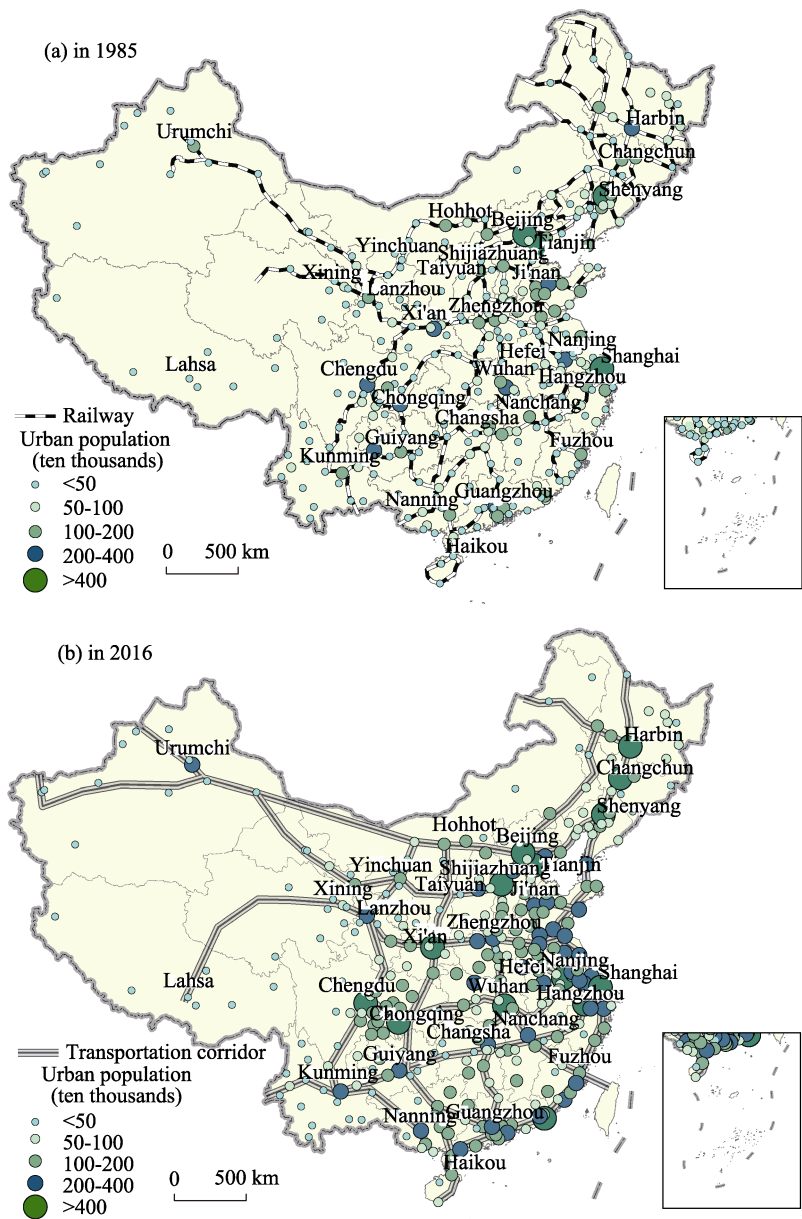 (a) in 1985
Harbin
Urumchi
Changchun
Shenyang
Hohhot
Beijing
Tianjin
Yinchuan
Shijiazhuang
Xining
Taiyuan
Ji'nan
Lanzhou
Zhengzhou
Xi'an
Nanjing
Hefei
Shanghai
Lahsa
Chengdu
Wuhan
Hangzhou
Chongqing
Nanchang
Changsha
Guiyang
Fuzhou
Kunming
Nanning
Guangzhou
Haikou
Railway
Urban population
(ten thousands)
<50
50-100
100-200
200-400
>400
0 500 km
(b) in 2016
Harbin
Urumchi
Changchun
Shenyang
Hohhot
Beijing
Yinchuan
Shijiazhuang
Tianjin
Xining
Taiyuan
Ji'nan
Lanzhou
Zhengzhou
Xi'an
Nanjing
Hefei
Shanghai
Lahsa
Chengdu
Wuhan
Hangzhou
Chongqing
Nanchang
Changsha
Guiyang
Fuzhou
Kunming
Nanning
Guangzhou
Haikou
Transportation corridor
Urban population
(ten thousands)
<50
50-100
100-200
200-400
>400
0 500 km